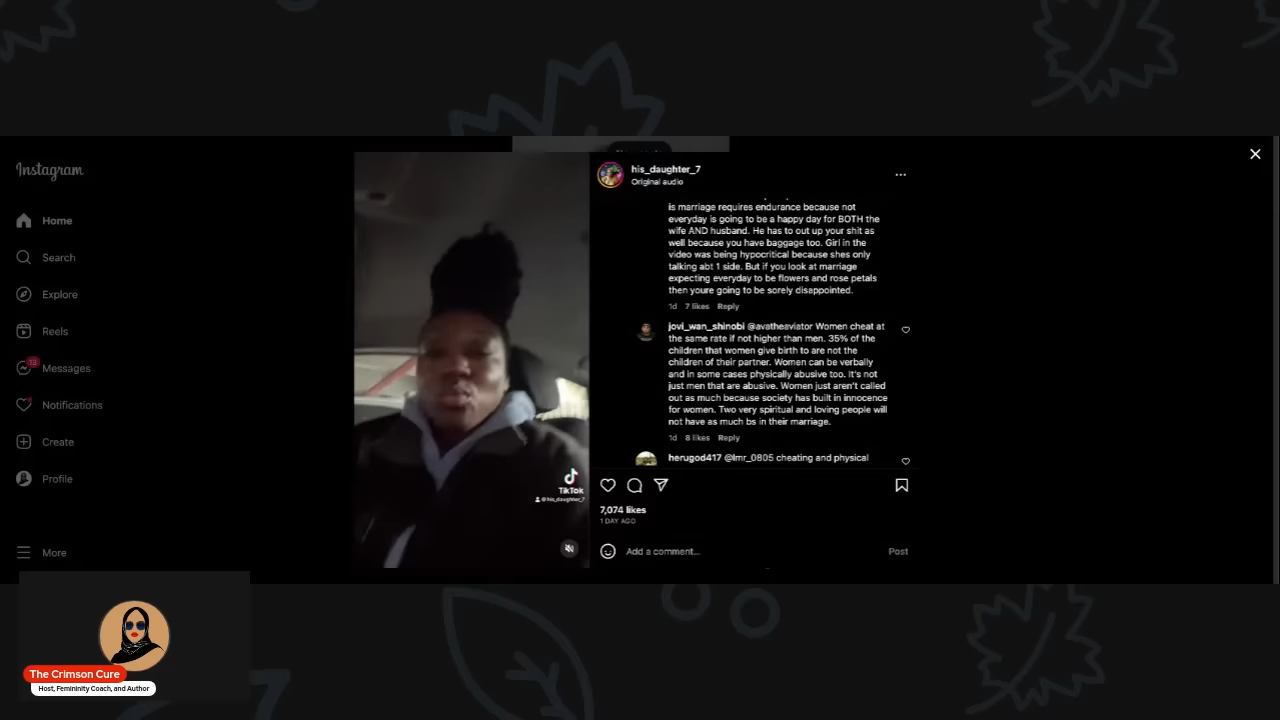 Instagram
Home
Search
Explore
Reels
13
Messages
Notifications
Create
Profile
More
TikTok
@his_daughter_7
his_daughter_7
Original audio
is marriage requires endurance because not
everyday is going to be a happy day for BOTH the
wife AND husband. He has to out up your shit as
well because you have baggage too. Girl in the
video was being hypocritical because shes only
talking abt 1 side. But if you look at marriage
expecting everyday to be flowers and rose petals
then youre going to be sorely disappointed.
1d 7 likes Reply
jovi_wan_shinobi @avatheaviator Women cheat at
the same rate if not higher than men. 35% of the
children that women give birth to are not the
children of their partner. Women can be verbally
and in some cases physically abusive too. It's not
just men that are abusive. Women just aren't called
out as much because society has built in innocence
for women. Two very spiritual and loving people will
not have as much bs in their marriage.
1d 8 likes Reply
herugod417 @lmr_0805 cheating and physical
7,074 likes
1 DAY AGO
Add a comment...
Post
The Crimson Cure
Host, Femininity Coach, and Author